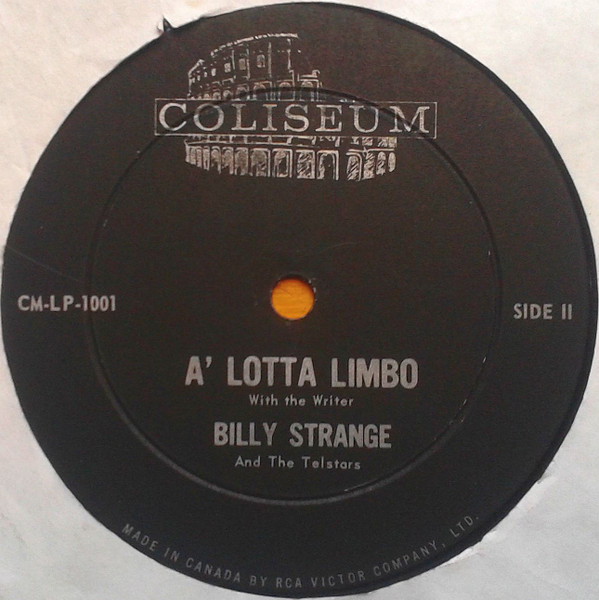 COLISEUM
CM-LP-1001
SIDE II
A' LOTTA LIMBO
With the Writer
BILLY STRANGE
And The Telstars
MADE IN CANADA BY RCA VICTOR COMPANY, LTD.